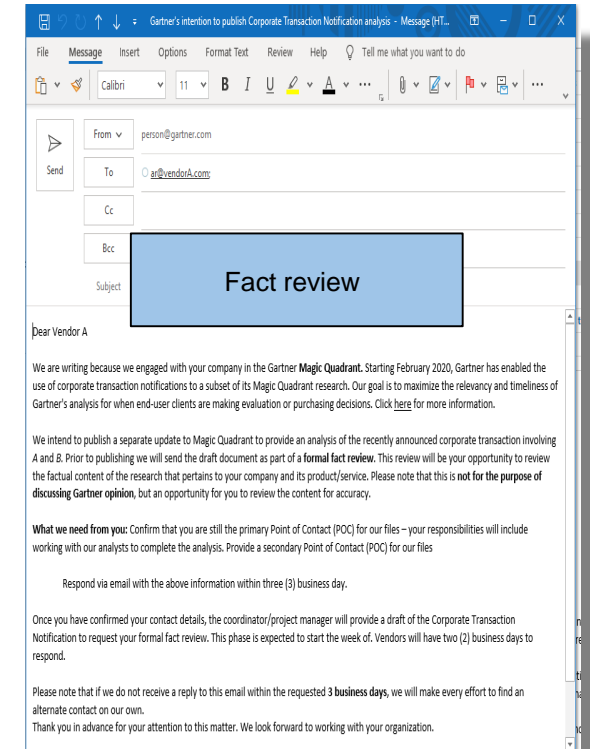 Gartner's intention to publish Corporate Transaction Notification analysis - Message (HT...
File Message Insert Options Format Text Review Help Tell me what you want to do
Calibri 11 B I U A ...
From person@gartner.com
Send
To ar@vendorA.com;
Cc
Bcc
Subject
Fact review
Dear Vendor A
We are writing because we engaged with your company in the Gartner Magic Quadrant. Starting February 2020, Gartner has enabled the
use of corporate transaction notifications to a subset of its Magic Quadrant research. Our goal is to maximize the relevancy and timeliness of
Gartner's analysis for when end-user clients are making evaluation or purchasing decisions. Click here for more information.
We intend to publish a separate update to Magic Quadrant to provide an analysis of the recently announced corporate transaction involving
A and B. Prior to publishing we will send the draft document as part of a formal fact review. This review will be your opportunity to review
the factual content of the research that pertains to your company and its product/service. Please note that this is not for the purpose of
discussing Gartner opinion, but an opportunity for you to review the content for accuracy.
What we need from you: Confirm that you are still the primary Point of Contact (POC) for our files – your responsibilities will include
working with our analysts to complete the analysis. Provide a secondary Point of Contact (POC) for our files
Respond via email with the above information within three (3) business day.
Once you have confirmed your contact details, the coordinator/project manager will provide a draft of the Corporate Transaction
Notification to request your formal fact review. This phase is expected to start the week of. Vendors will have two (2) business days to
respond.
Please note that if we do not receive a reply to this email within the requested 3 business days, we will make every effort to find an
alternate contact on our own.
Thank you in advance for your attention to this matter. We look forward to working with your organization.